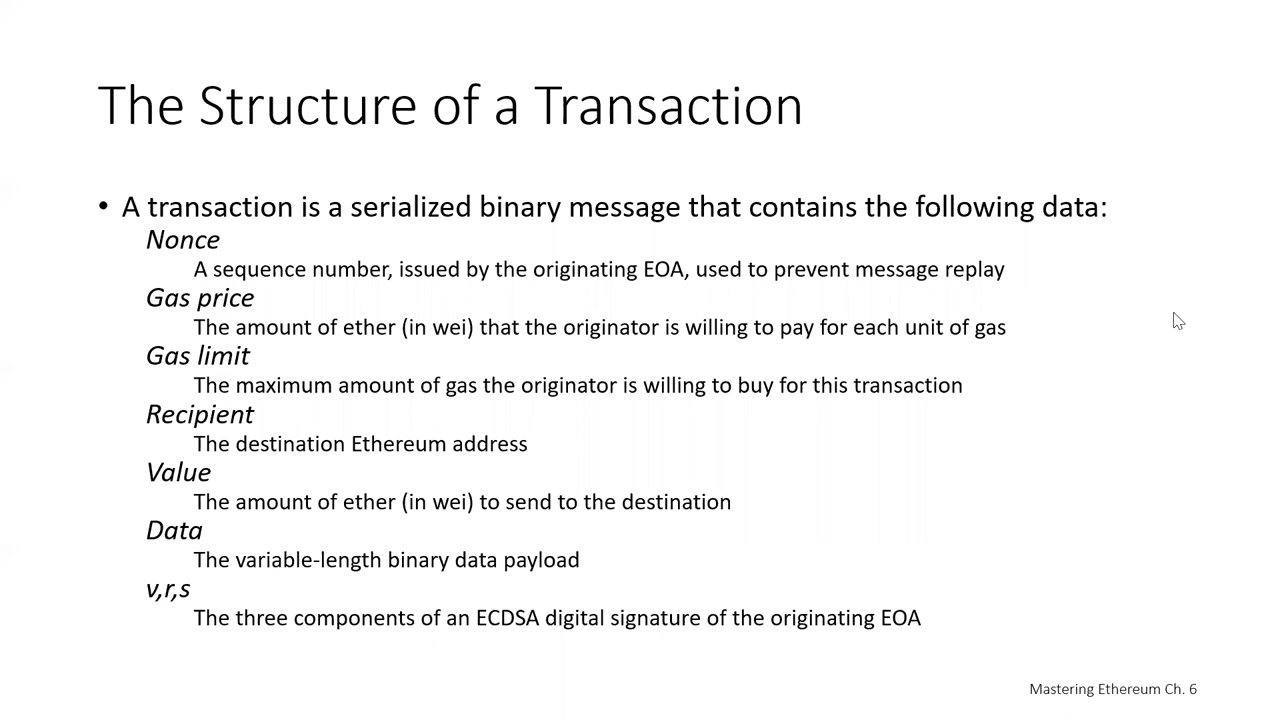 The Structure of a Transaction
• A transaction is a serialized binary message that contains the following data:
Nonce
A sequence number, issued by the originating EOA, used to prevent message replay
Gas price
The amount of ether (in wei) that the originator is willing to pay for each unit of gas
Gas limit
The maximum amount of gas the originator is willing to buy for this transaction
Recipient
The destination Ethereum address
Value
The amount of ether (in wei) to send to the destination
Data
The variable-length binary data payload
v,r,s
The three components of an ECDSA digital signature of the originating EOA
Mastering Ethereum Ch. 6